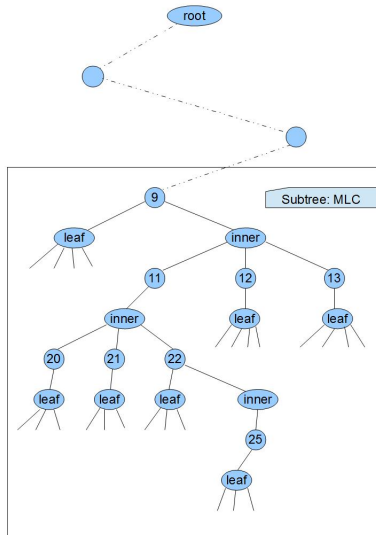 root
9
Subtree: MLC
leaf
inner
11
12
13
inner
leaf
leaf
20
21
22
leaf
leaf
leaf
inner
25
leaf